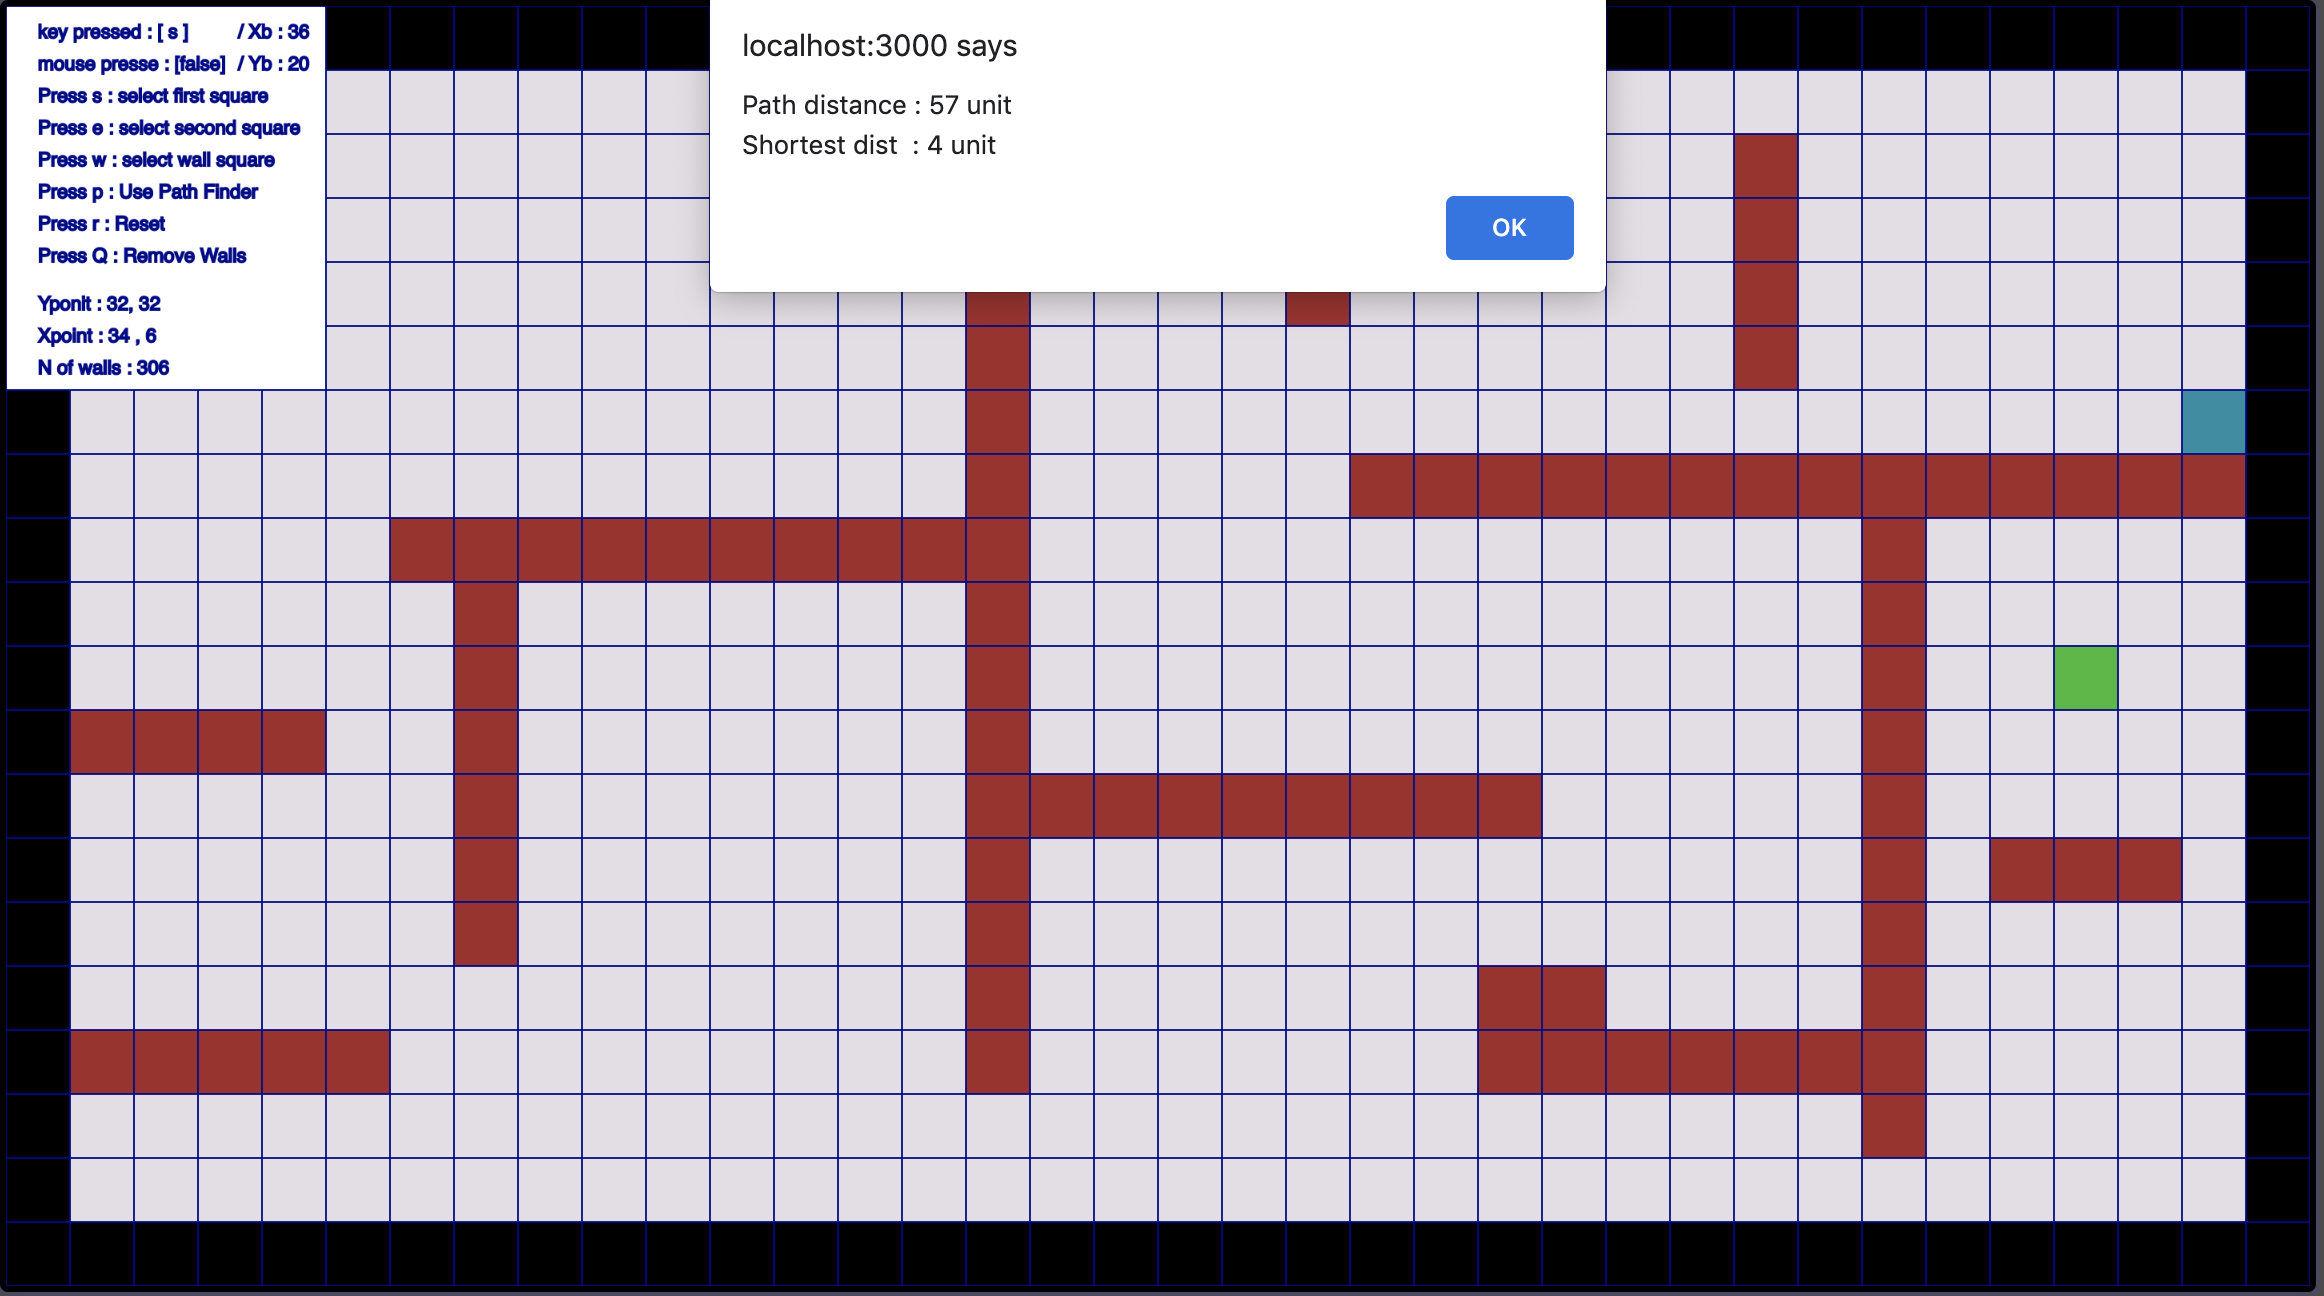 key pressed : [ s ] / Xb : 36
mouse presse : [false] / Yb : 20
Press s : select first square
Press e : select second square
Press w : select wall square
Press p : Use Path Finder
Press r : Reset
Press Q : Remove Walls
Yponit : 32, 32
Xpoint : 34 , 6
N of walls : 306
localhost:3000 says
Path distance : 57 unit
Shortest dist : 4 unit
OK